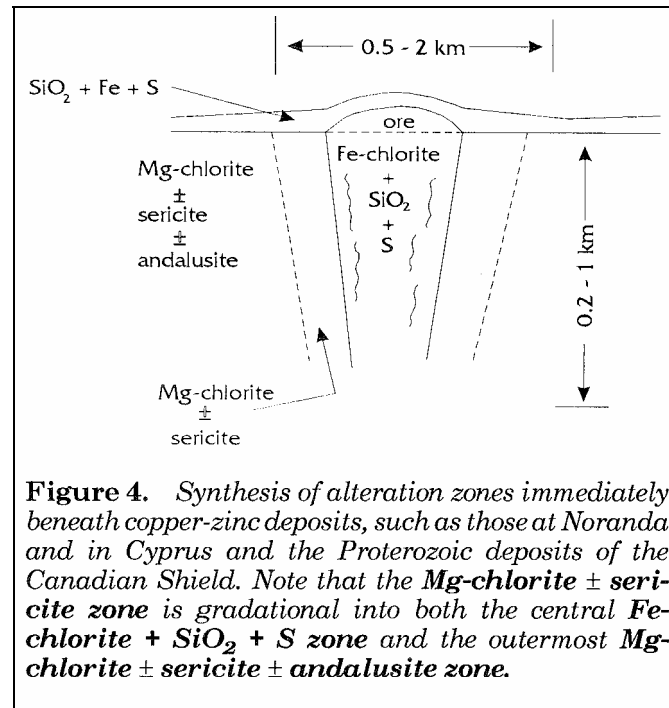 0.5 - 2 km
SiO₂ + Fe + S
ore
Fe-chlorite
+
SiO₂
+
S
Mg-chlorite
±
sericite
±
andalusite
0.2 - 1 km
Mg-chlorite
±
sericite
Figure 4. Synthesis of alteration zones immediately
beneath copper-zinc deposits, such as those at Noranda
and in Cyprus and the Proterozoic deposits of the
Canadian Shield. Note that the Mg-chlorite ± seri-
cite zone is gradational into both the central Fe-
chlorite + SiO₂ + S zone and the outermost Mg-
chlorite ± sericite ± andalusite zone.